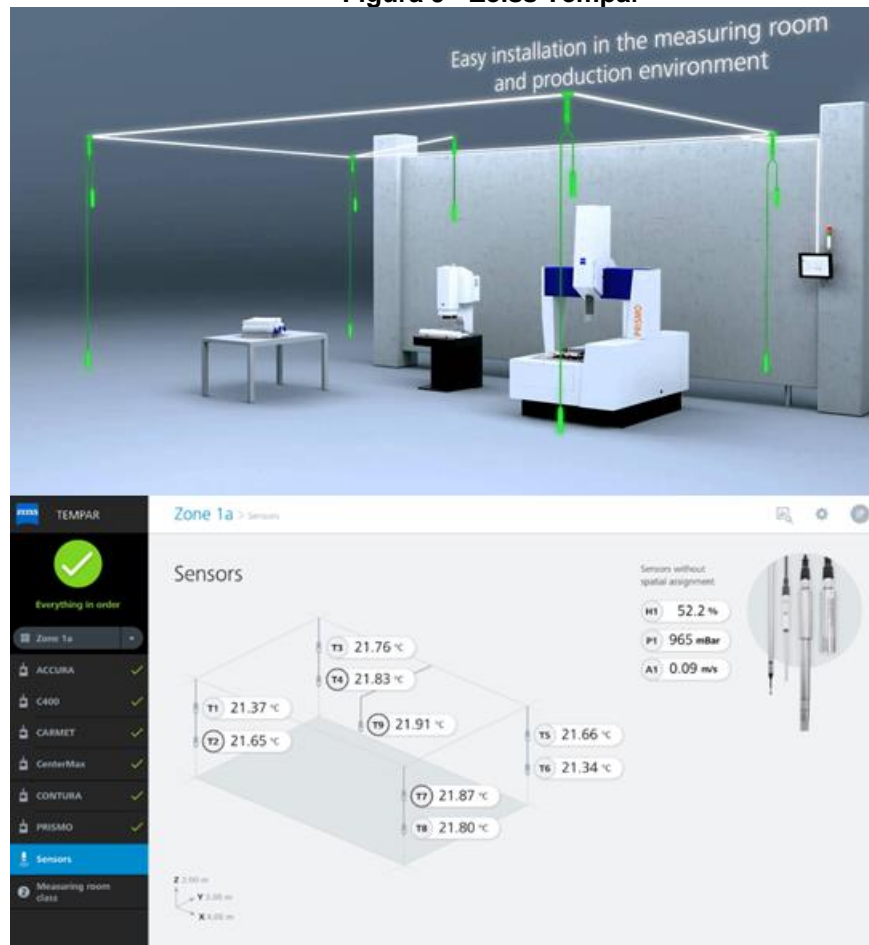 Figura 3 - Zeiss Tempar
Easy installation in the measuring room
and production environment
PRISMO
ZEISS
TEMPAR
Zone 1a > Sensors
Everything in order
Zone 1a
ACCURA
C400
CARMET
CenterMax
CONTURA
PRISMO
Sensors
Measuring room
class
Sensors
Sensors without
spatial assignment
H1 52.2 %
P1 965 mBar
A1 0.09 m/s
T3 21.76 °C
T4 21.83 °C
T1 21.37 °C
T9 21.91 °C
T2 21.65 °C
T5 21.66 °C
T6 21.34 °C
T7 21.87 °C
T8 21.80 °C
Z
Y
X